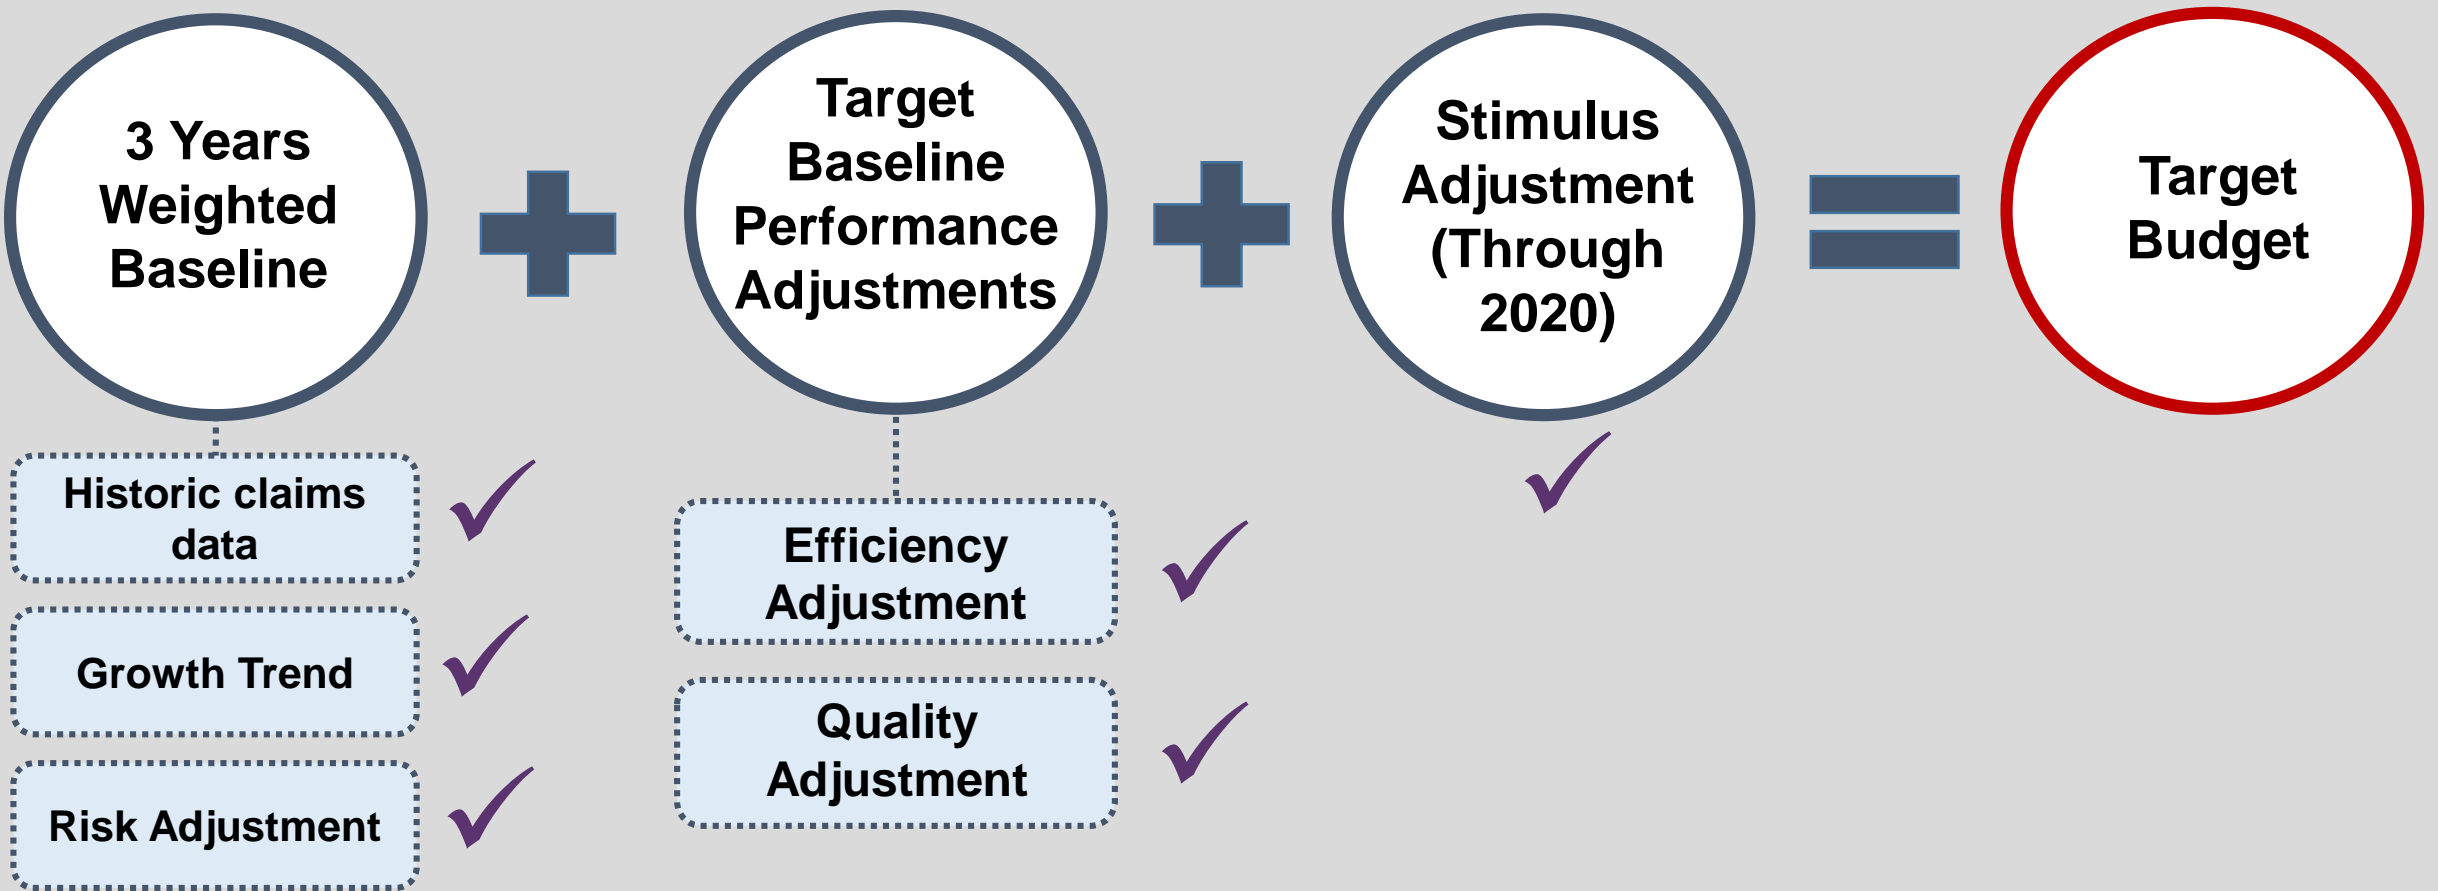 3 Years
Weighted
Baseline
Target
Baseline
Performance
Adjustments
Stimulus
Adjustment
(Through
2020)
Target
Budget
Historic claims
data
Growth Trend
Risk Adjustment
Efficiency
Adjustment
Quality
Adjustment